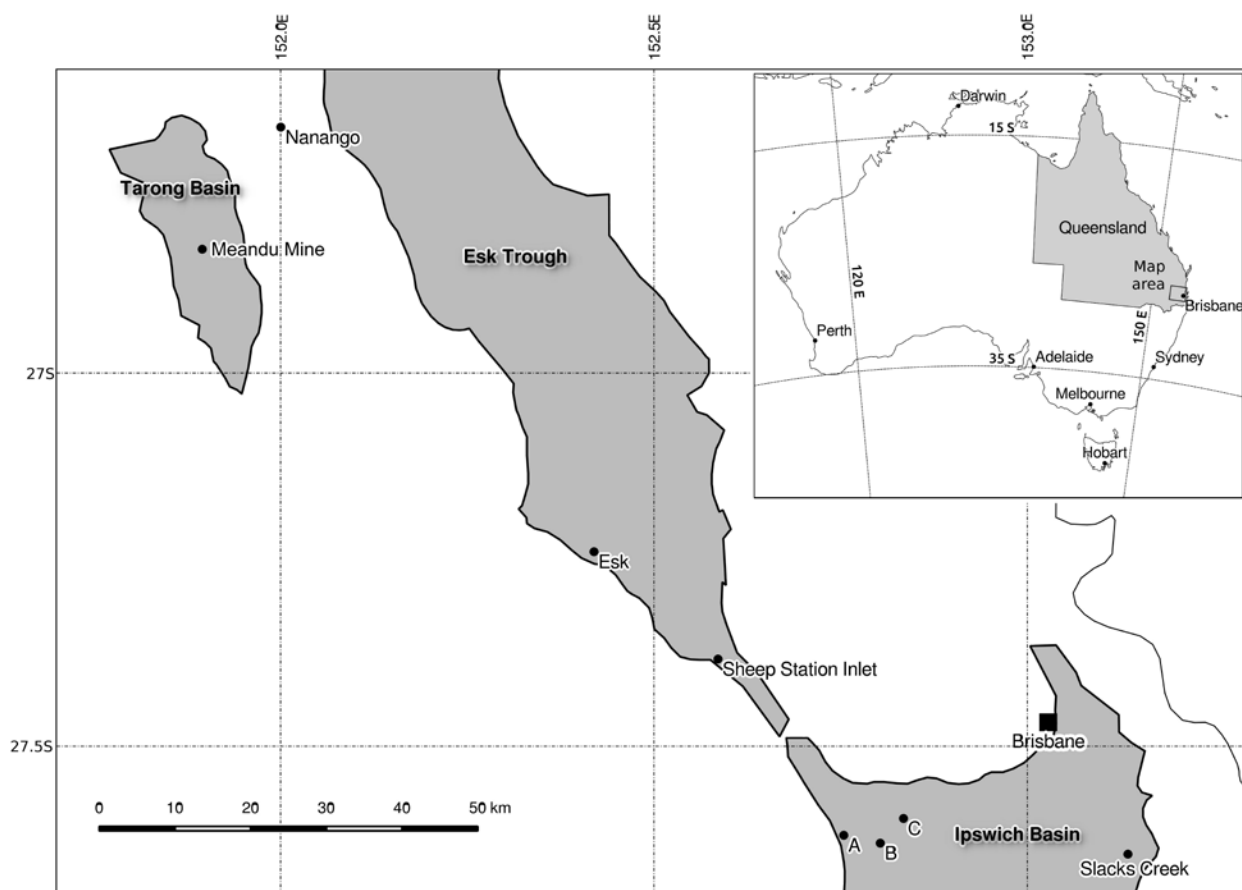 152.0E
152.5E
153.0E
Darwin
15 S
Nanango
Tarong Basin
Queensland
Meandu Mine
Esk Trough
Map
area
120 E
Brisbane
150 E
Perth
35 S
Adelaide
Sydney
27S
Melbourne
Hobart
Esk
Sheep Station Inlet
Brisbane
27.5S
0 10 20 30 40 50 km
A
B
C
Ipswich Basin
Slacks Creek